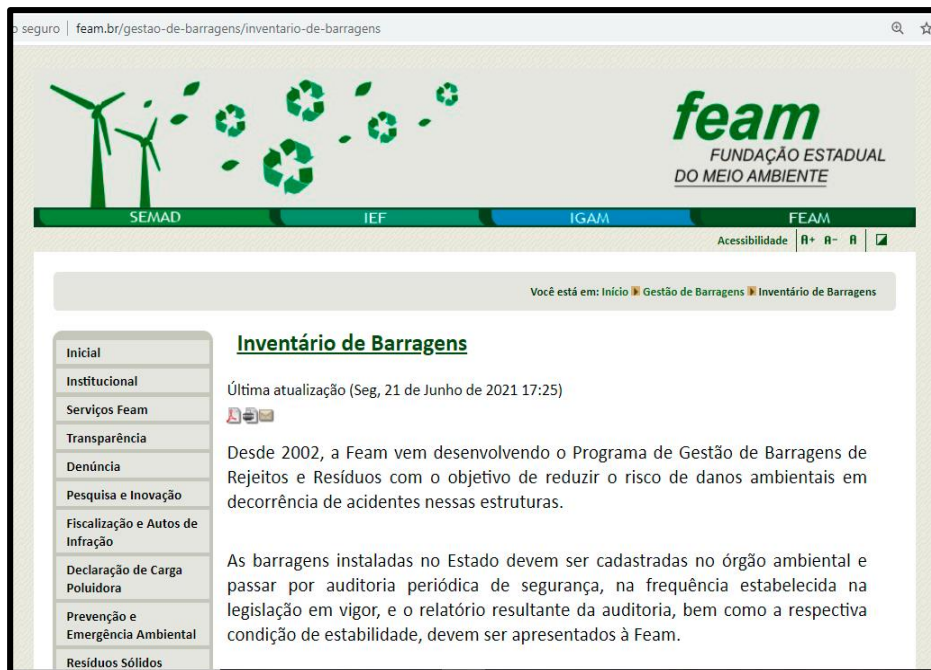 seguro | feam.br/gestao-de-barragens/inventario-de-barragens
feam
FUNDAÇÃO ESTADUAL
DO MEIO AMBIENTE
SEMAD IEF IGAM FEAM
Acessibilidade A+ A- A
Você está em: Início Gestão de Barragens Inventário de Barragens
Inicial
Institucional
Serviços Feam
Transparência
Denúncia
Pesquisa e Inovação
Fiscalização e Autos de
Infração
Declaração de Carga
Poluidora
Prevenção e
Emergência Ambiental
Resíduos Sólidos
Inventário de Barragens
Última atualização (Seg, 21 de Junho de 2021 17:25)
Desde 2002, a Feam vem desenvolvendo o Programa de Gestão de Barragens de
Rejeitos e Resíduos com o objetivo de reduzir o risco de danos ambientais em
decorrência de acidentes nessas estruturas.
As barragens instaladas no Estado devem ser cadastradas no órgão ambiental e
passar por auditoria periódica de segurança, na frequência estabelecida na
legislação em vigor, e o relatório resultante da auditoria, bem como a respectiva
condição de estabilidade, devem ser apresentados à Feam.